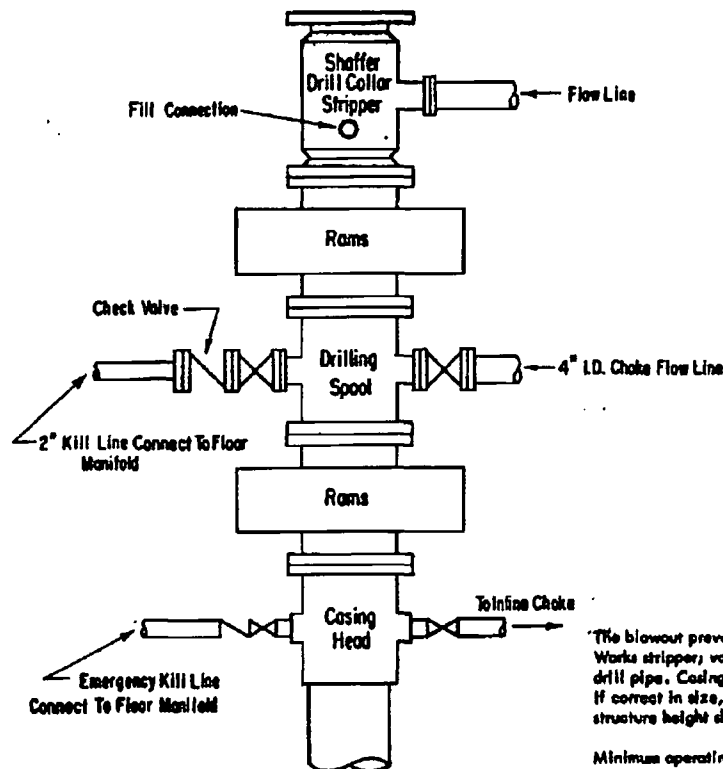 Shaffer
Drill Collar
Stripper
Fill Connection
Flow Line
Rams
Check Valve
Drilling
Spool
4" I.D. Choke Flow Line
2" Kill Line Connect To Floor
Manifold
Rams
Casing
Head
To Inline Choke
Emergency Kill Line
Connect To Floor Manifold
The blowout prev
Works stripper; va
drill pipe. Casing
If correct in size,
structure height s
Minimum operatin